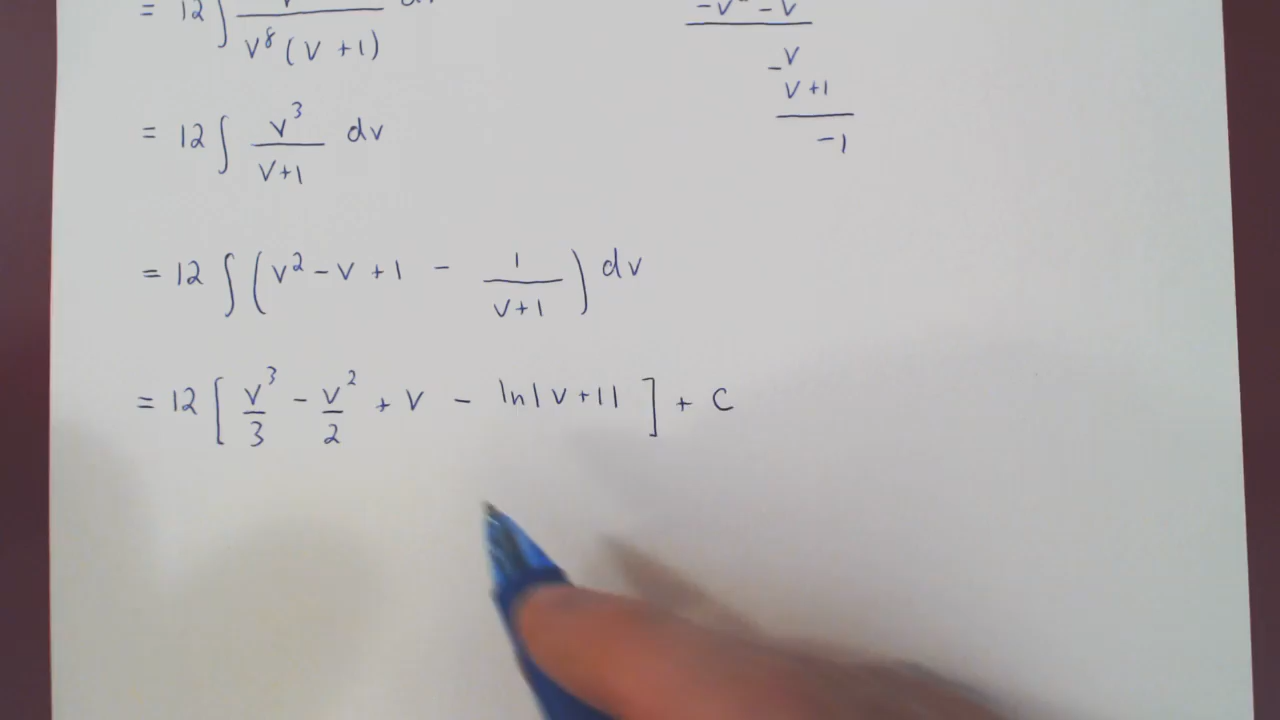 = 12 ∫ ── / v⁸(v+1)
= 12 ∫ v³/(v+1) dv
= 12 ∫ (v² - v + 1 - 1/(v+1)) dv
= 12 [v³/3 - v²/2 + v - ln|v+1|] + C
-v
v+1
-1